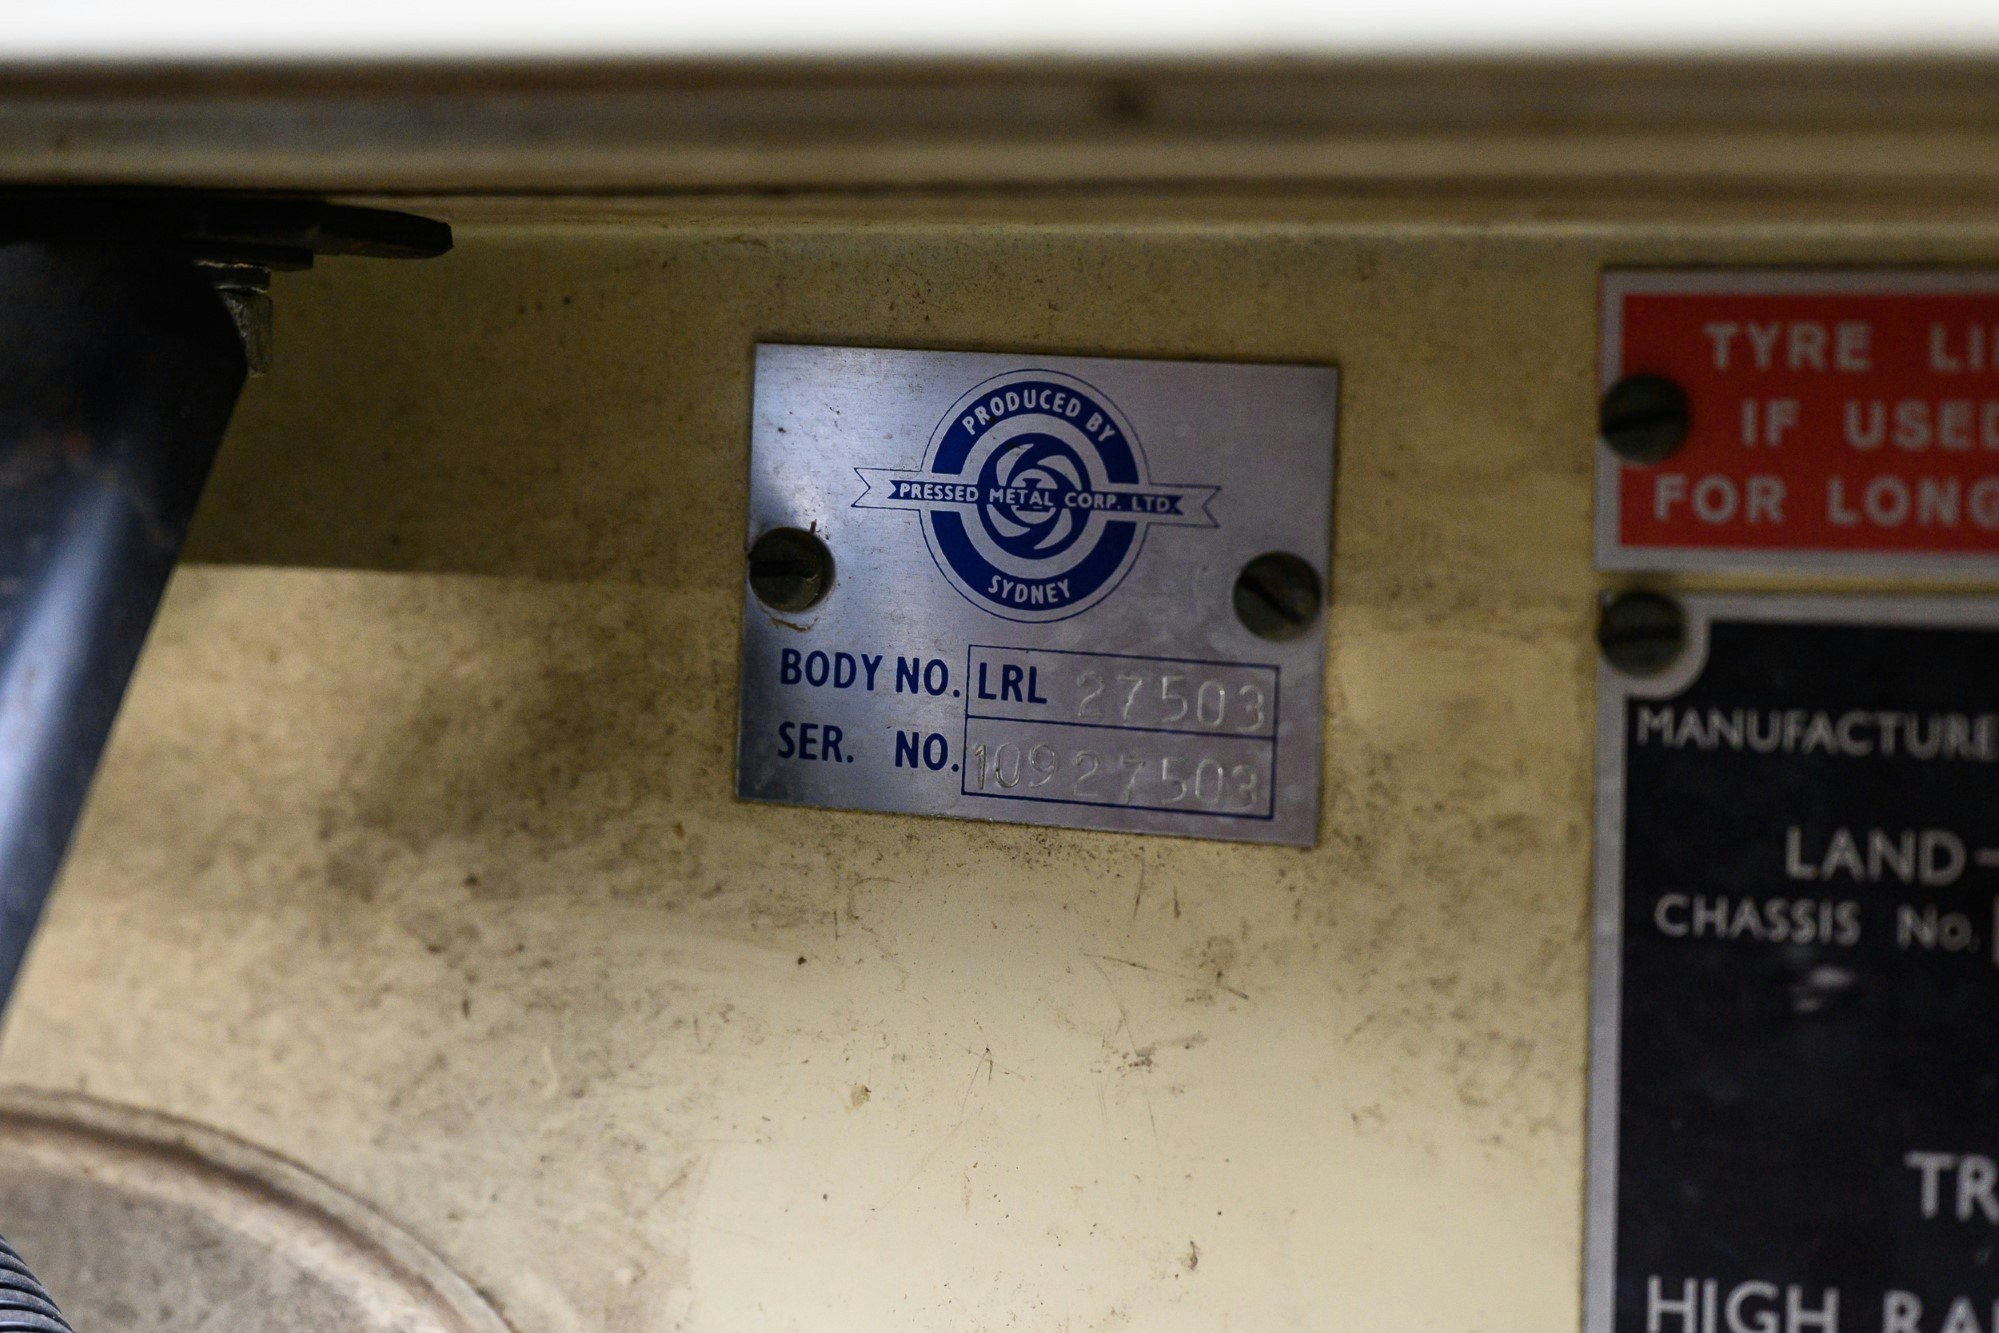 PRODUCED BY
PRESSED METAL CORP. LTD.
SYDNEY
BODY NO. LRL 27503
SER. NO. 10927503
TYRE
IF USED
FOR LONG
MANUFACTURE
LAND-
CHASSIS No.
TR
HIGH RA